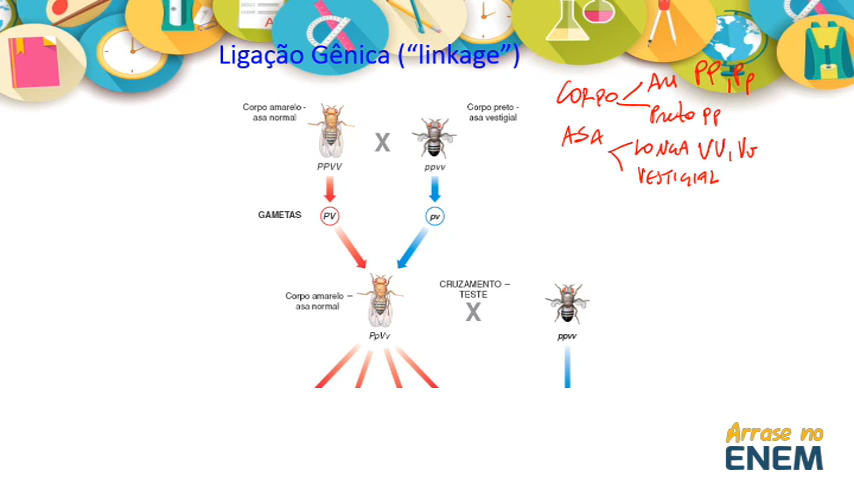 Ligação Gênica (“linkage”)
Corpo amarelo -
asa normal
X
Corpo preto -
asa vestigial
PPVV
ppvv
GAMETAS
PV
pv
Corpo amarelo –
asa normal
CRUZAMENTO –
TESTE
X
PpVv
ppvv
CORPO
AM PP, Pp
Preto pp
ASA
LONGA VV, Vv
VESTIGIAL
Arrase no
ENEM